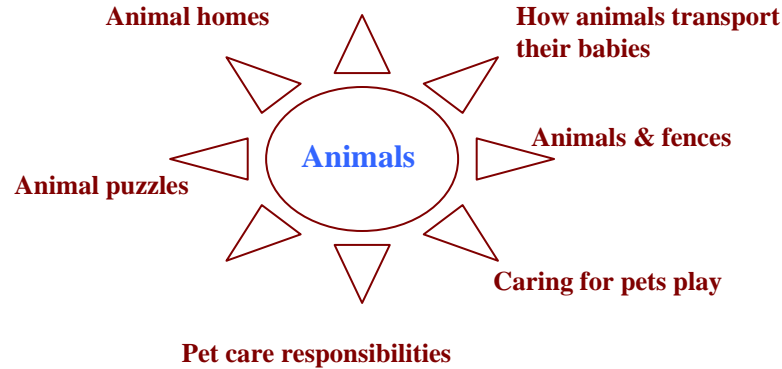 Animal homes
How animals transport
their babies
Animals & fences
Animals
Animal puzzles
Caring for pets play
Pet care responsibilities